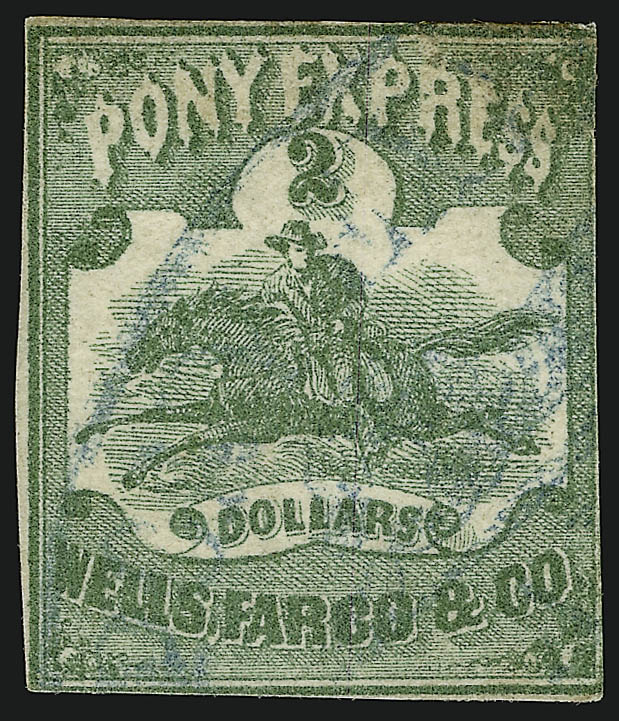 PONY EXPRESS
2
DOLLARS
WELLS, FARGO & CO.